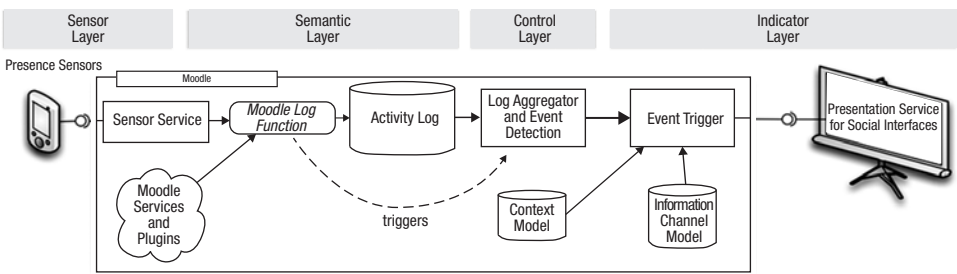 Sensor
Layer
Semantic
Layer
Control
Layer
Indicator
Layer
Presence Sensors
Moodle
Sensor Service
Moodle Log
Function
Activity Log
Log Aggregator
and Event
Detection
Event Trigger
Presentation Service
for Social Interfaces
Moodle
Services
and
Plugins
triggers
Context
Model
Information
Channel
Model